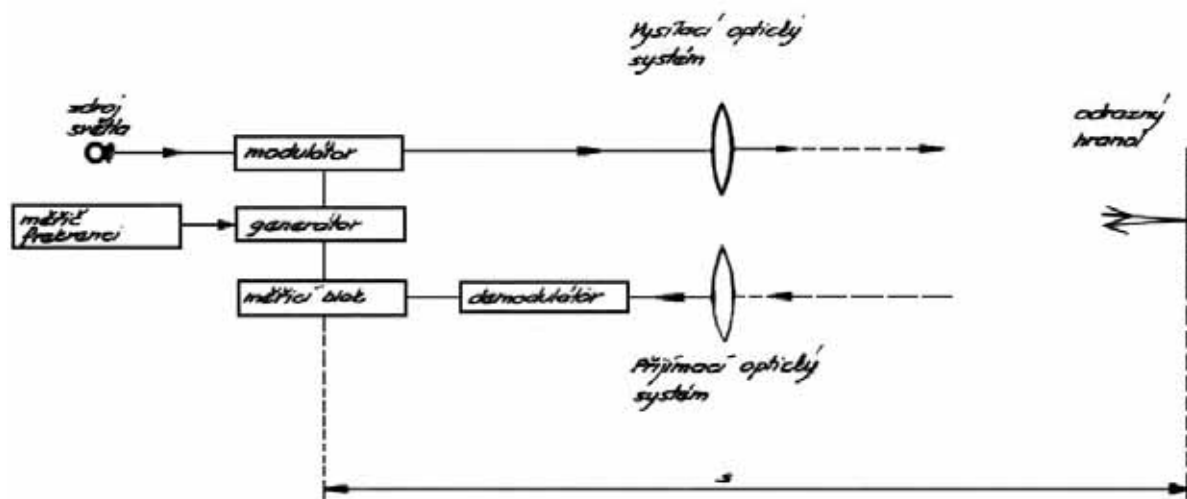 Vysílací optický
systém
zdroj
světla
odrazný
hranol
modulátor
měřič
frekvencí
generátor
měřicí blok
demodulátor
Přijímací optický
systém
s